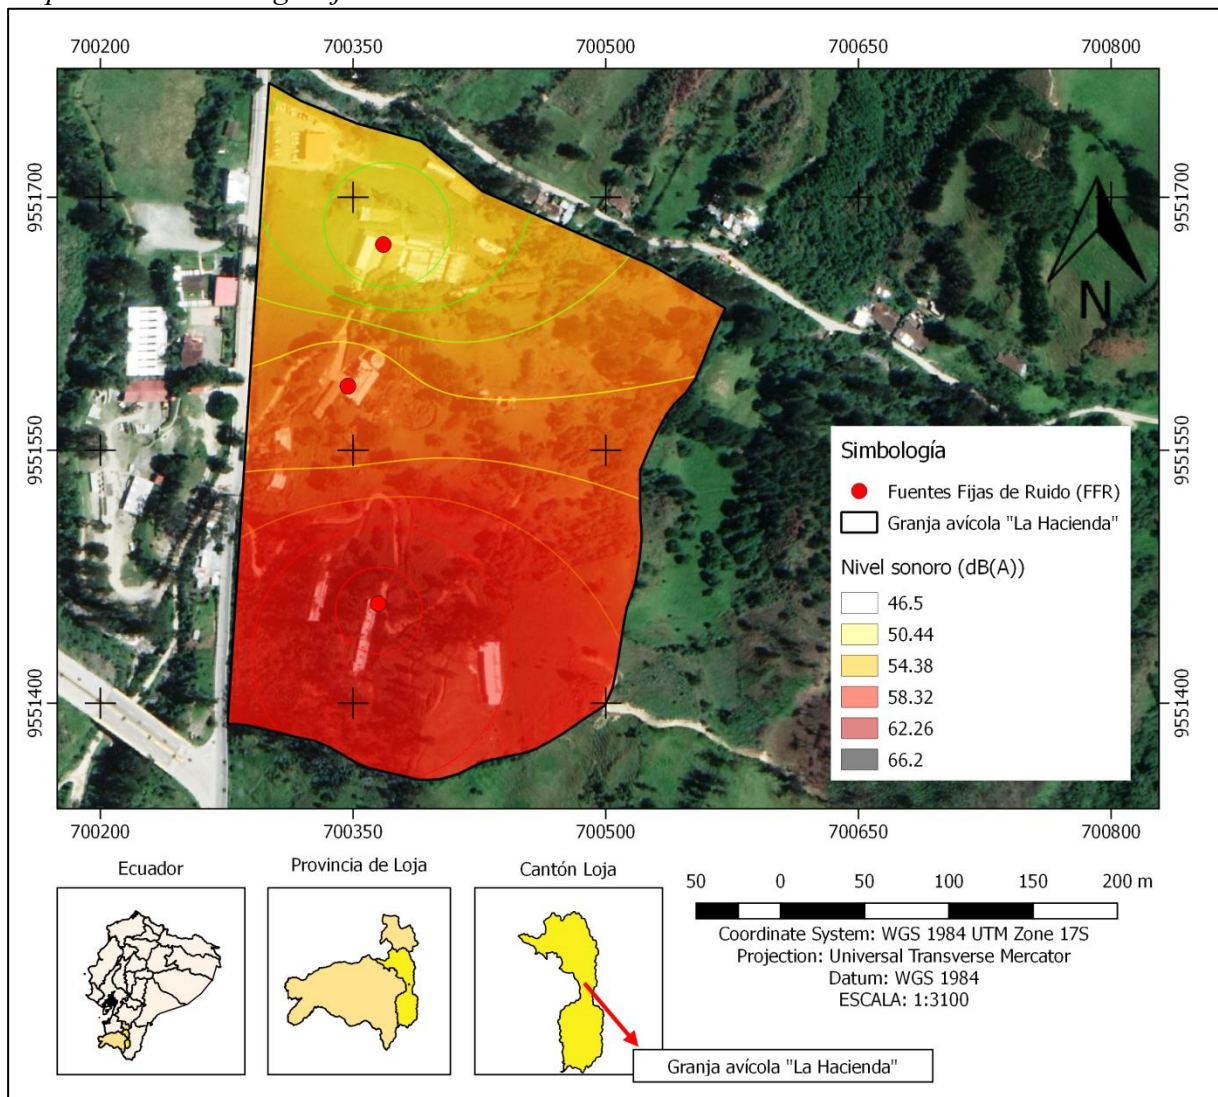 700200 700350 700500 700650 700800
9551700 9551700
9551550 9551550
9551400 9551400
N
Simbología
Fuentes Fijas de Ruido (FFR)
Granja avícola "La Hacienda"
Nivel sonoro (dB(A))
46.5
50.44
54.38
58.32
62.26
66.2
700200 700350 700500 700650 700800
Ecuador
Provincia de Loja
Cantón Loja
50 0 50 100 150 200 m
Coordinate System: WGS 1984 UTM Zone 17S
Projection: Universal Transverse Mercator
Datum: WGS 1984
ESCALA: 1:3100
Granja avícola "La Hacienda"